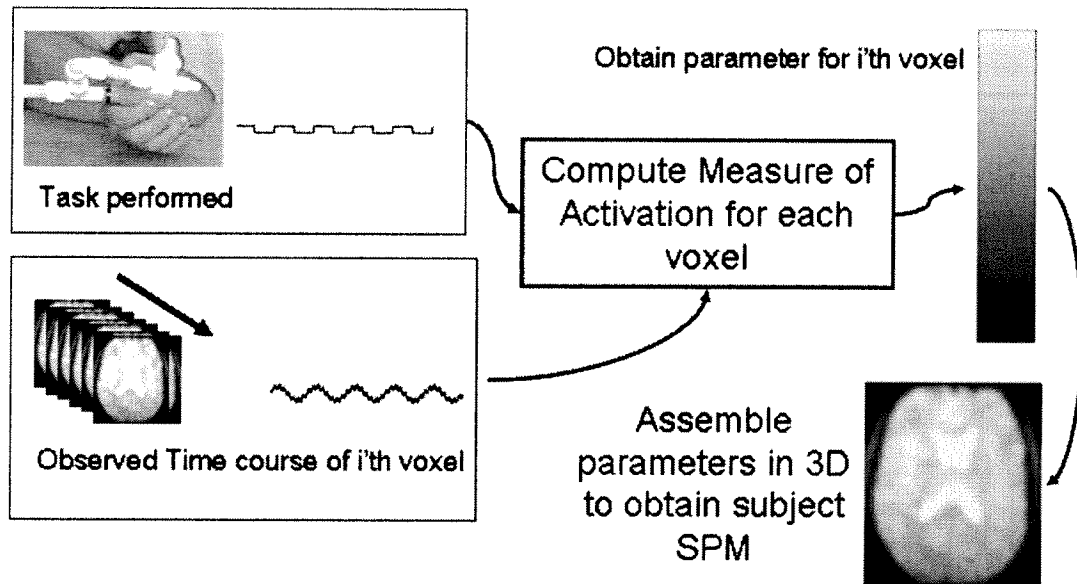 Task performed
Observed Time course of i'th voxel
Compute Measure of
Activation for each
voxel
Obtain parameter for i'th voxel
Assemble
parameters in 3D
to obtain subject
SPM